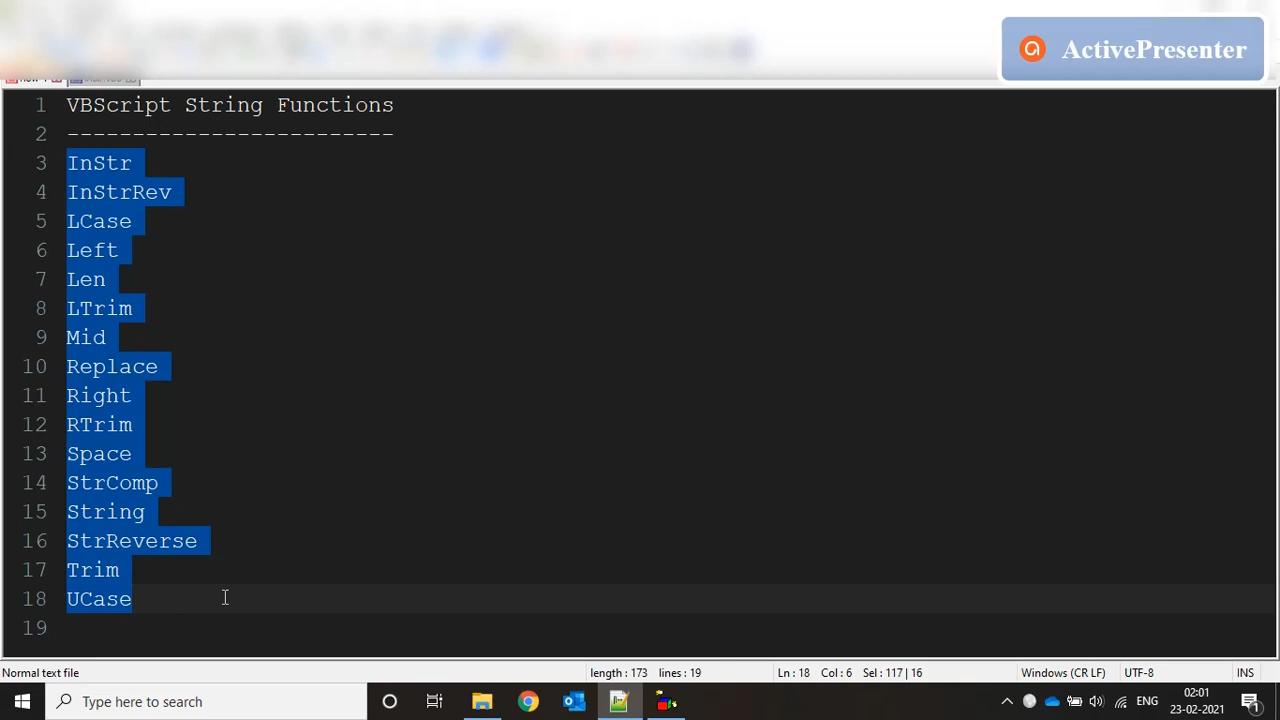 ActivePresenter
1 VBScript String Functions
2 -------------------------
3 InStr
4 InStrRev
5 LCase
6 Left
7 Len
8 LTrim
9 Mid
10 Replace
11 Right
12 RTrim
13 Space
14 StrComp
15 String
16 StrReverse
17 Trim
18 UCase
19
Normal text file length : 173 lines : 19 Ln : 18 Col : 6 Sel : 117 | 16 Windows (CR LF) UTF-8 INS
Type here to search ENG 02:01
23-02-2021 1